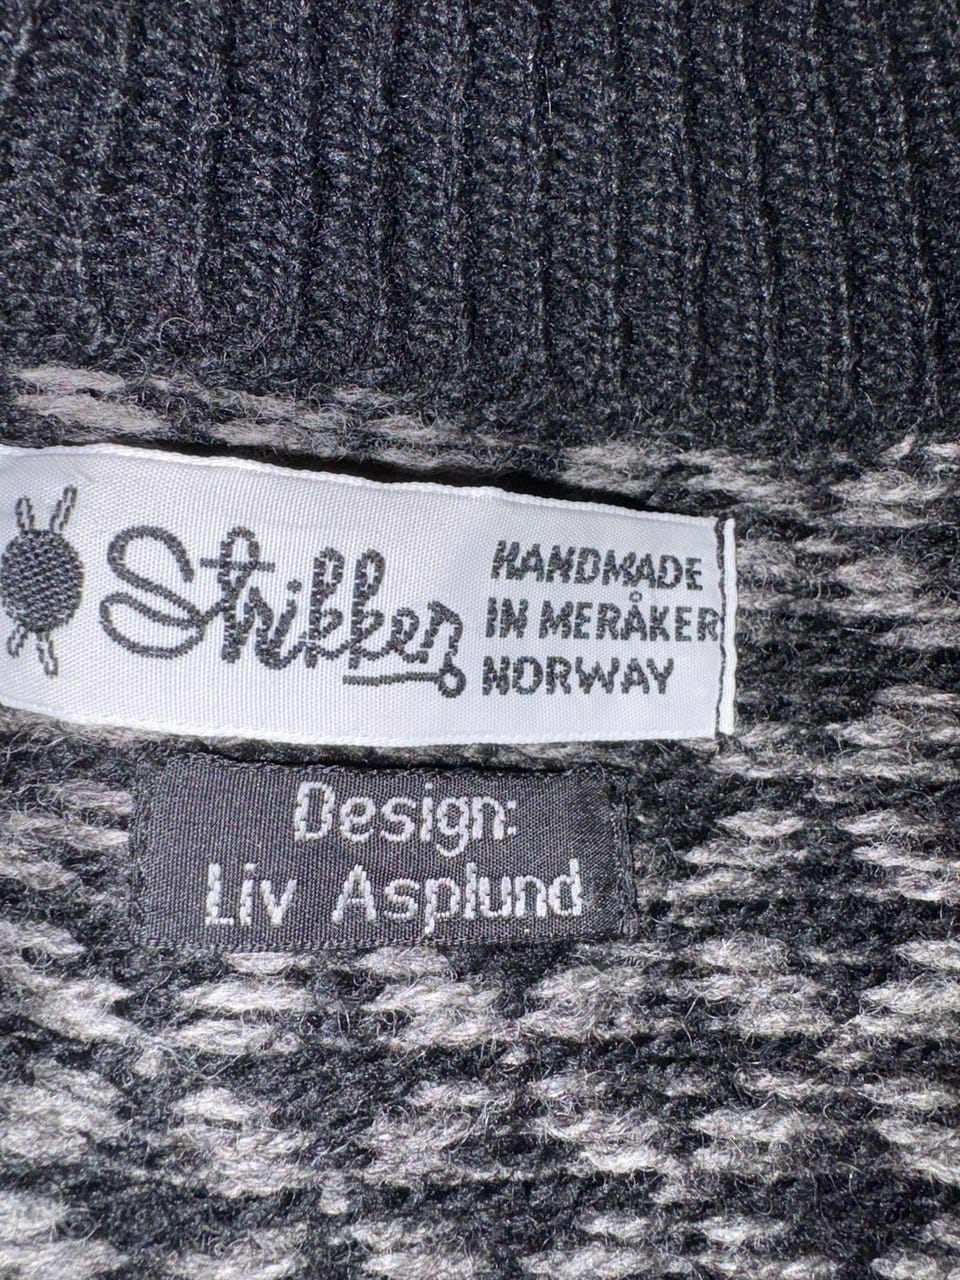 Strikker
HANDMADE
IN MERÅKER
NORWAY
Design:
Liv Asplund